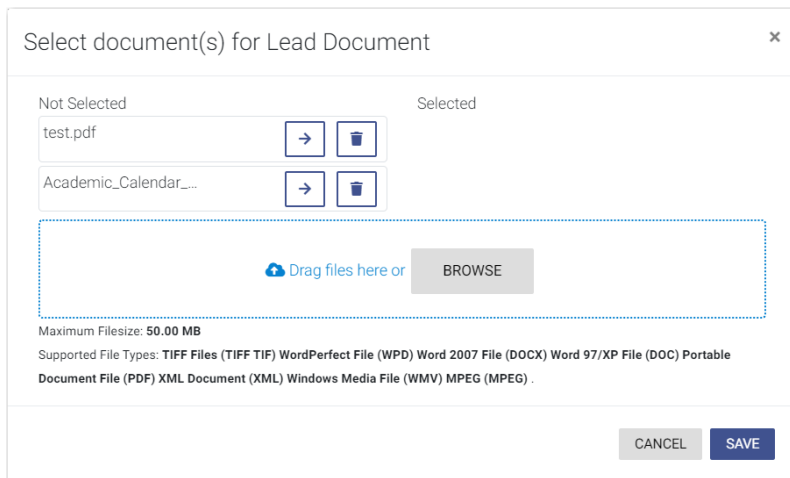 Select document(s) for Lead Document ×
Not Selected Selected
test.pdf
Academic_Calendar_...
Drag files here or BROWSE
Maximum Filesize: 50.00 MB
Supported File Types: TIFF Files (TIFF TIF) WordPerfect File (WPD) Word 2007 File (DOCX) Word 97/XP File (DOC) Portable
Document File (PDF) XML Document (XML) Windows Media File (WMV) MPEG (MPEG) .
CANCEL SAVE